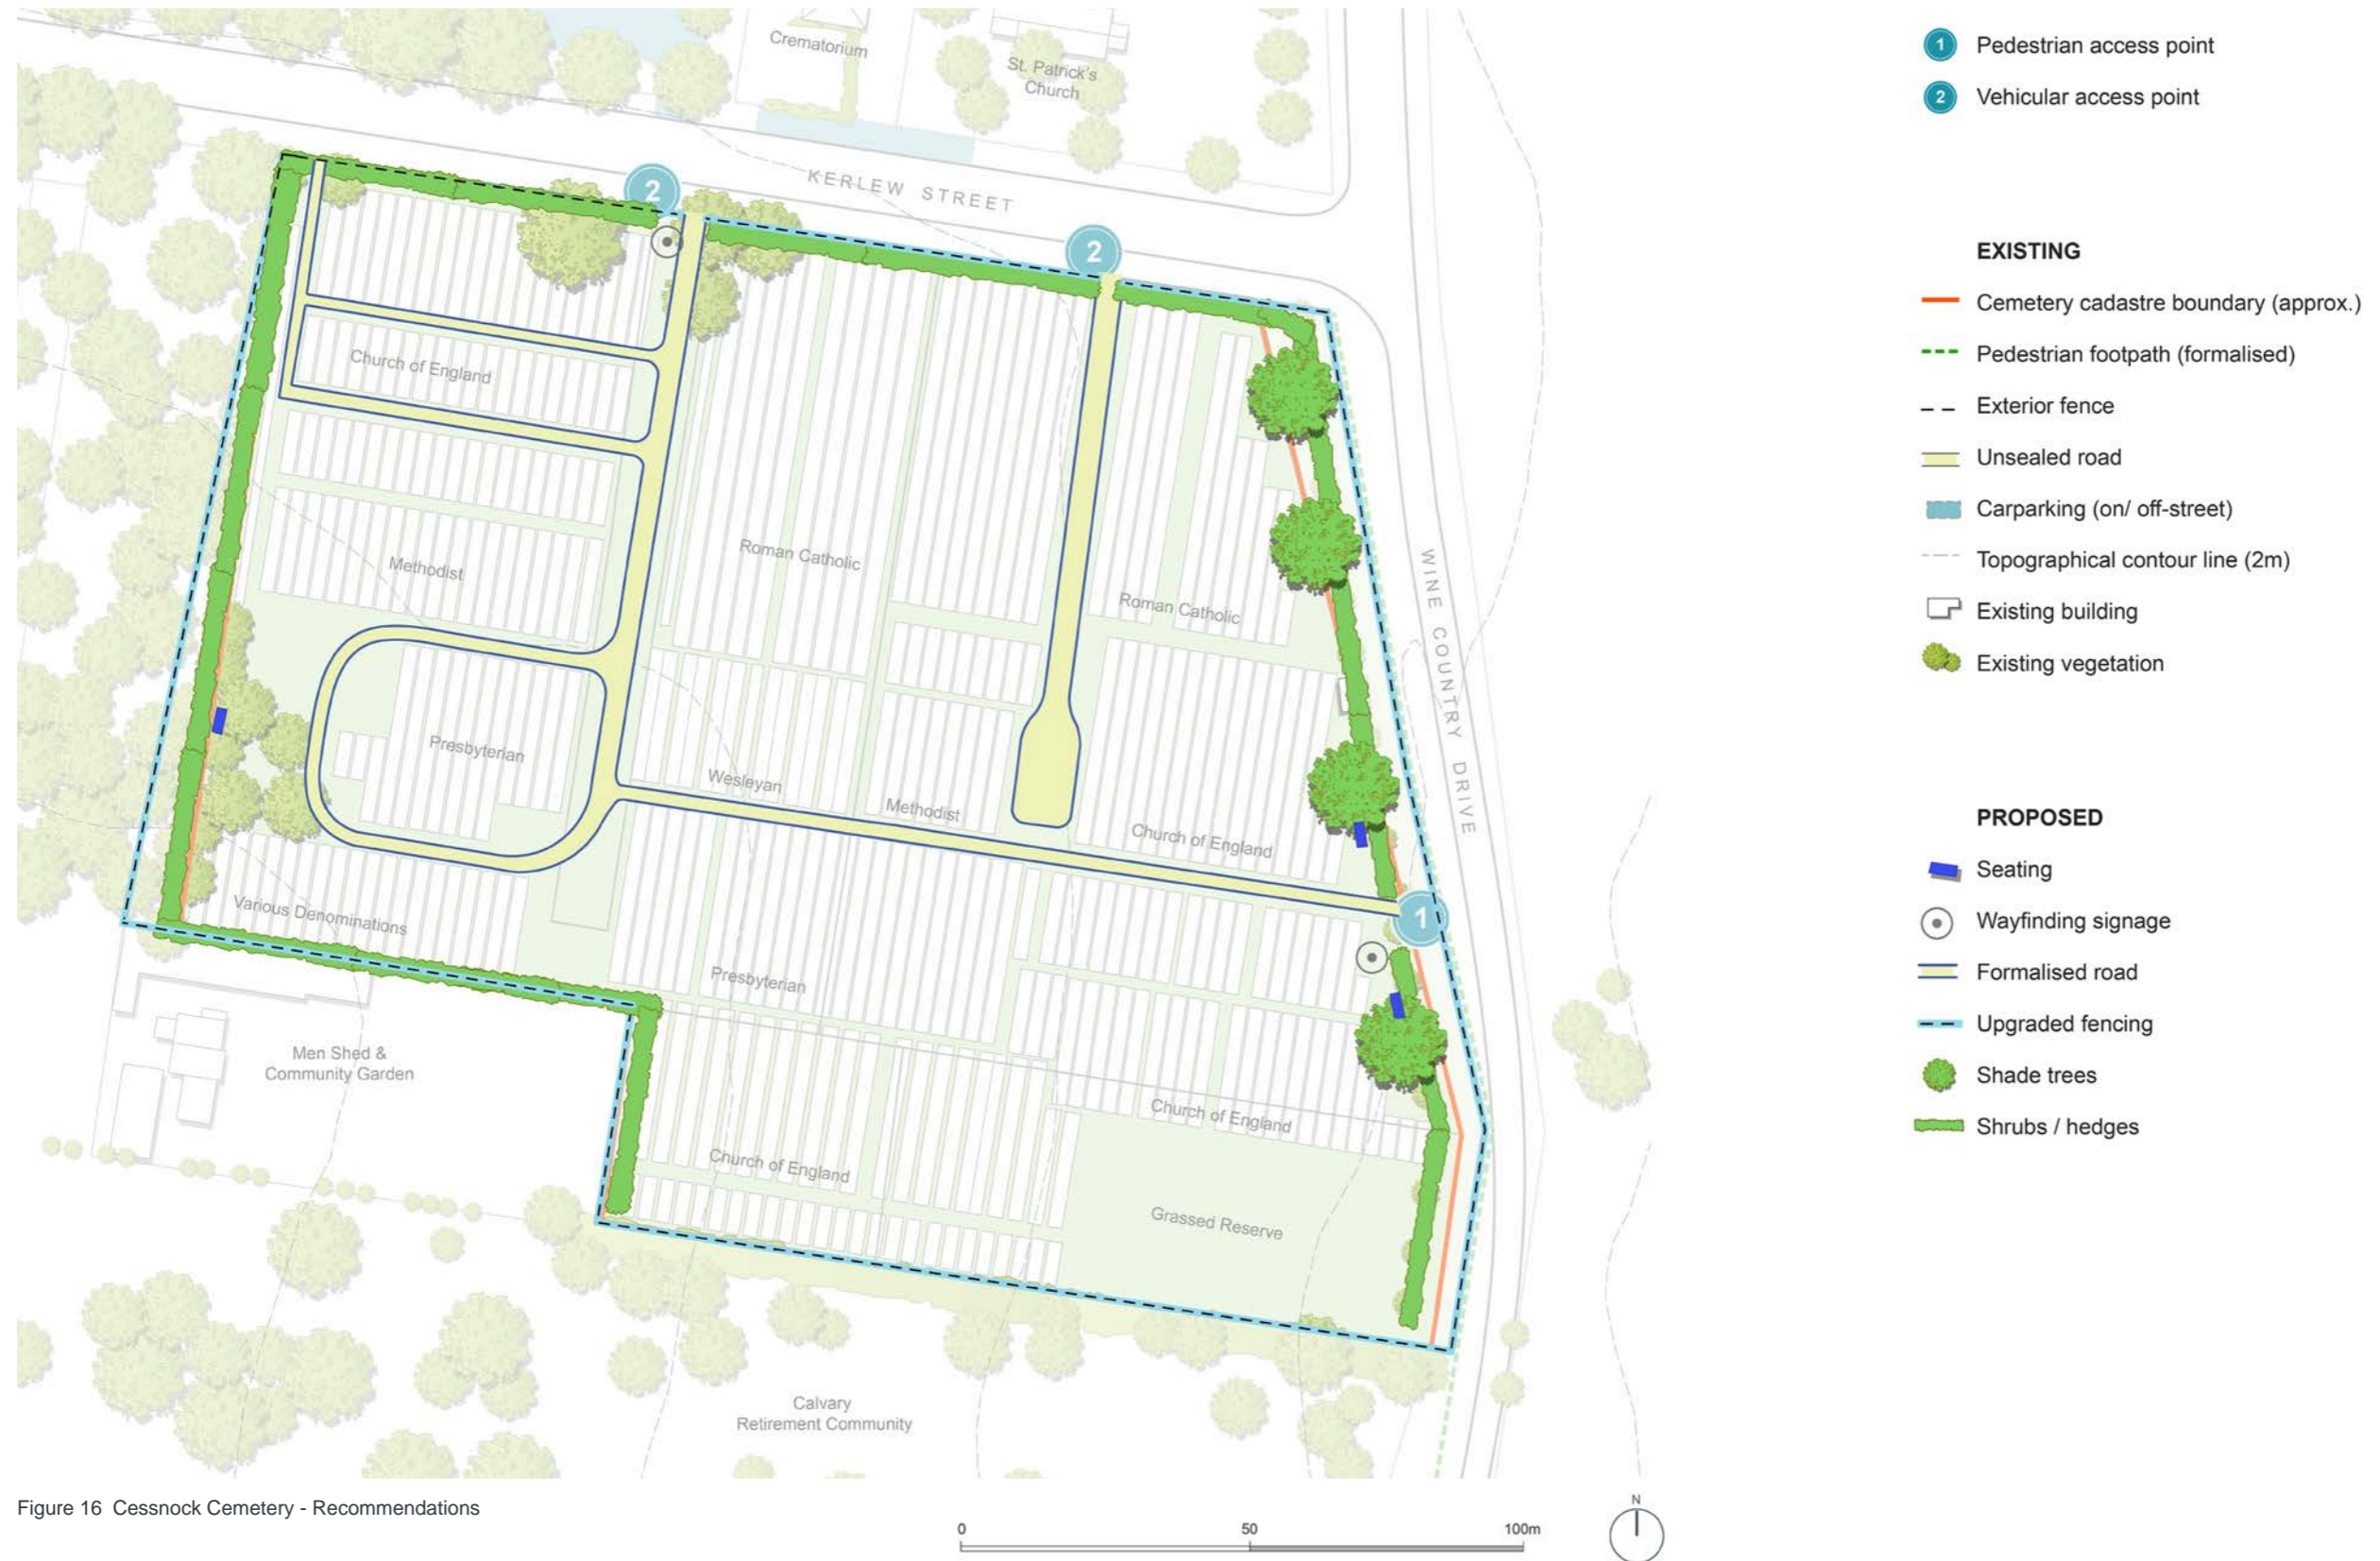 Crematorium
St. Patrick's
Church
KERLEW STREET
2
2
Church of England
Methodist
Roman Catholic
Roman Catholic
WINE COUNTRY DRIVE
Presbyterian
Wesleyan
Methodist
Church of England
1
Various Denominations
Presbyterian
Men Shed &
Community Garden
Church of England
Church of England
Grassed Reserve
Calvary
Retirement Community
1 Pedestrian access point
2 Vehicular access point
EXISTING
Cemetery cadastre boundary (approx.)
Pedestrian footpath (formalised)
Exterior fence
Unsealed road
Carparking (on/ off-street)
Topographical contour line (2m)
Existing building
Existing vegetation
PROPOSED
Seating
Wayfinding signage
Formalised road
Upgraded fencing
Shade trees
Shrubs / hedges
Figure 16 Cessnock Cemetery - Recommendations
0 50 100m
N